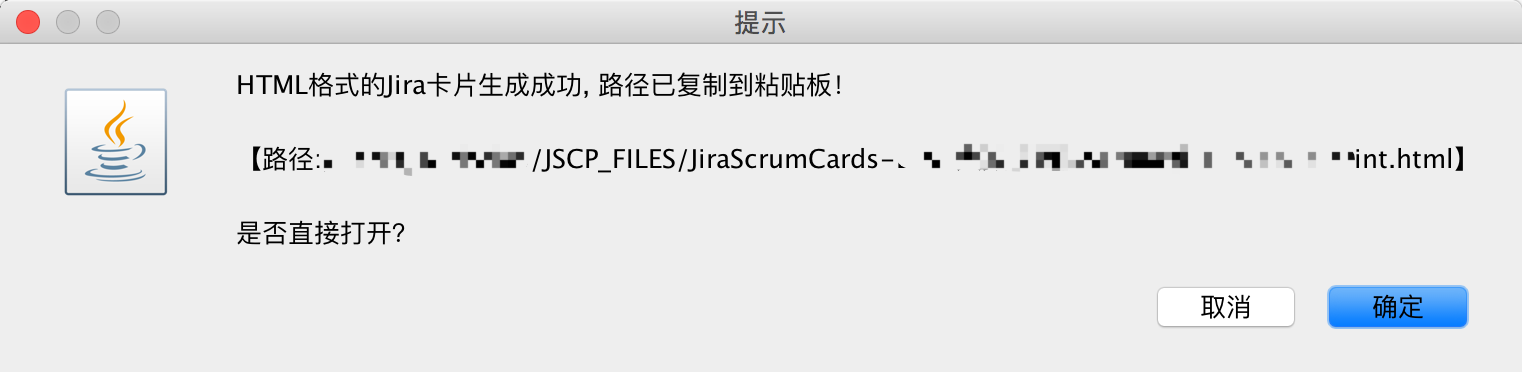 提示
HTML格式的Jira卡片生成成功, 路径已复制到粘贴板!
【路径: /JSCP_FILES/JiraScrumCards- int.html】
是否直接打开?
取消 确定